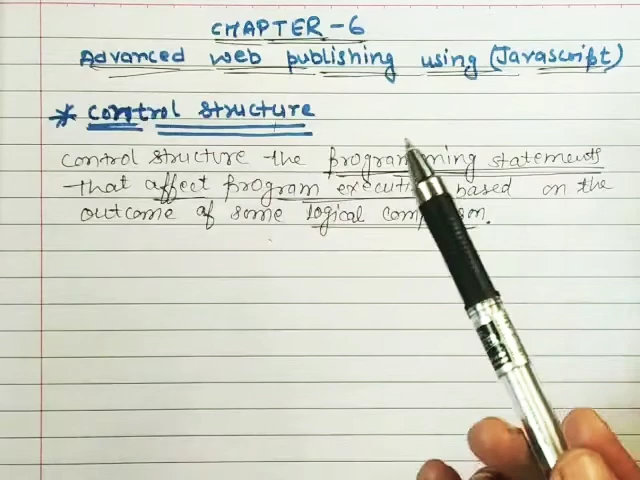 CHAPTER - 6
Advanced web publishing using (Javascript)
* Control structure
control structure the programming statements
that affect program based on the
outcome of some logical